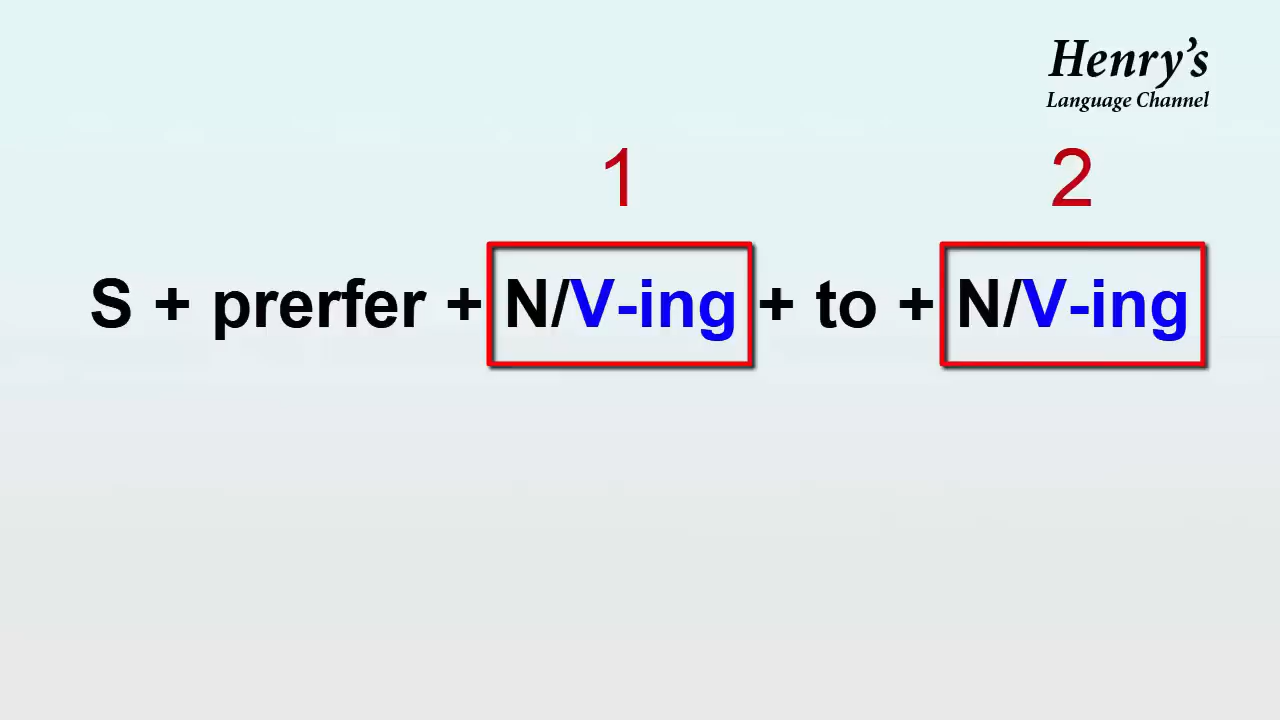 Henry's
Language Channel
1 2
S + prerfer + N/V-ing + to + N/V-ing